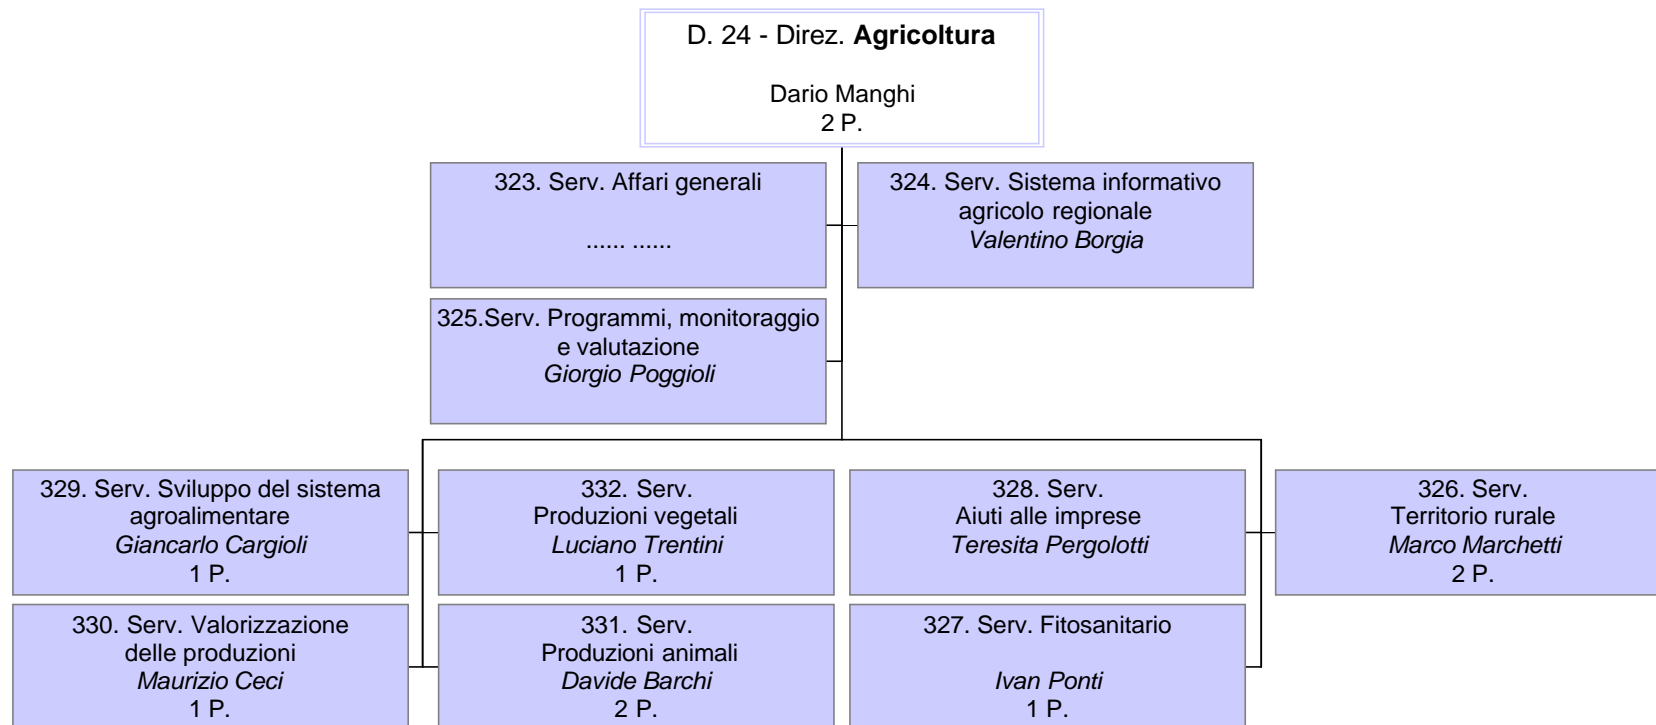 D. 24 - Direz. Agricoltura
Dario Manghi
2 P.
323. Serv. Affari generali
...... ......
324. Serv. Sistema informativo
agricolo regionale
Valentino Borgia
325.Serv. Programmi, monitoraggio
e valutazione
Giorgio Poggioli
329. Serv. Sviluppo del sistema
agroalimentare
Giancarlo Cargioli
1 P.
332. Serv.
Produzioni vegetali
Luciano Trentini
1 P.
328. Serv.
Aiuti alle imprese
Teresita Pergolotti
326. Serv.
Territorio rurale
Marco Marchetti
2 P.
330. Serv. Valorizzazione
delle produzioni
Maurizio Ceci
1 P.
331. Serv.
Produzioni animali
Davide Barchi
2 P.
327. Serv. Fitosanitario
Ivan Ponti
1 P.